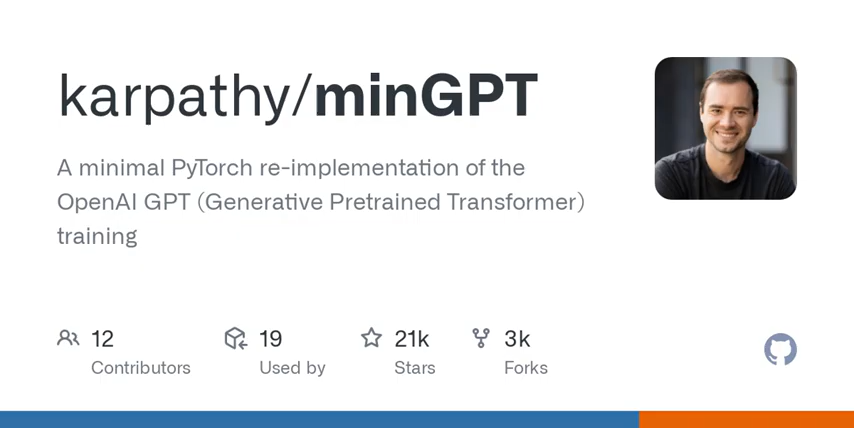 karpathy/minGPT
A minimal PyTorch re-implementation of the
OpenAI GPT (Generative Pretrained Transformer)
training
12
Contributors
19
Used by
21k
Stars
3k
Forks